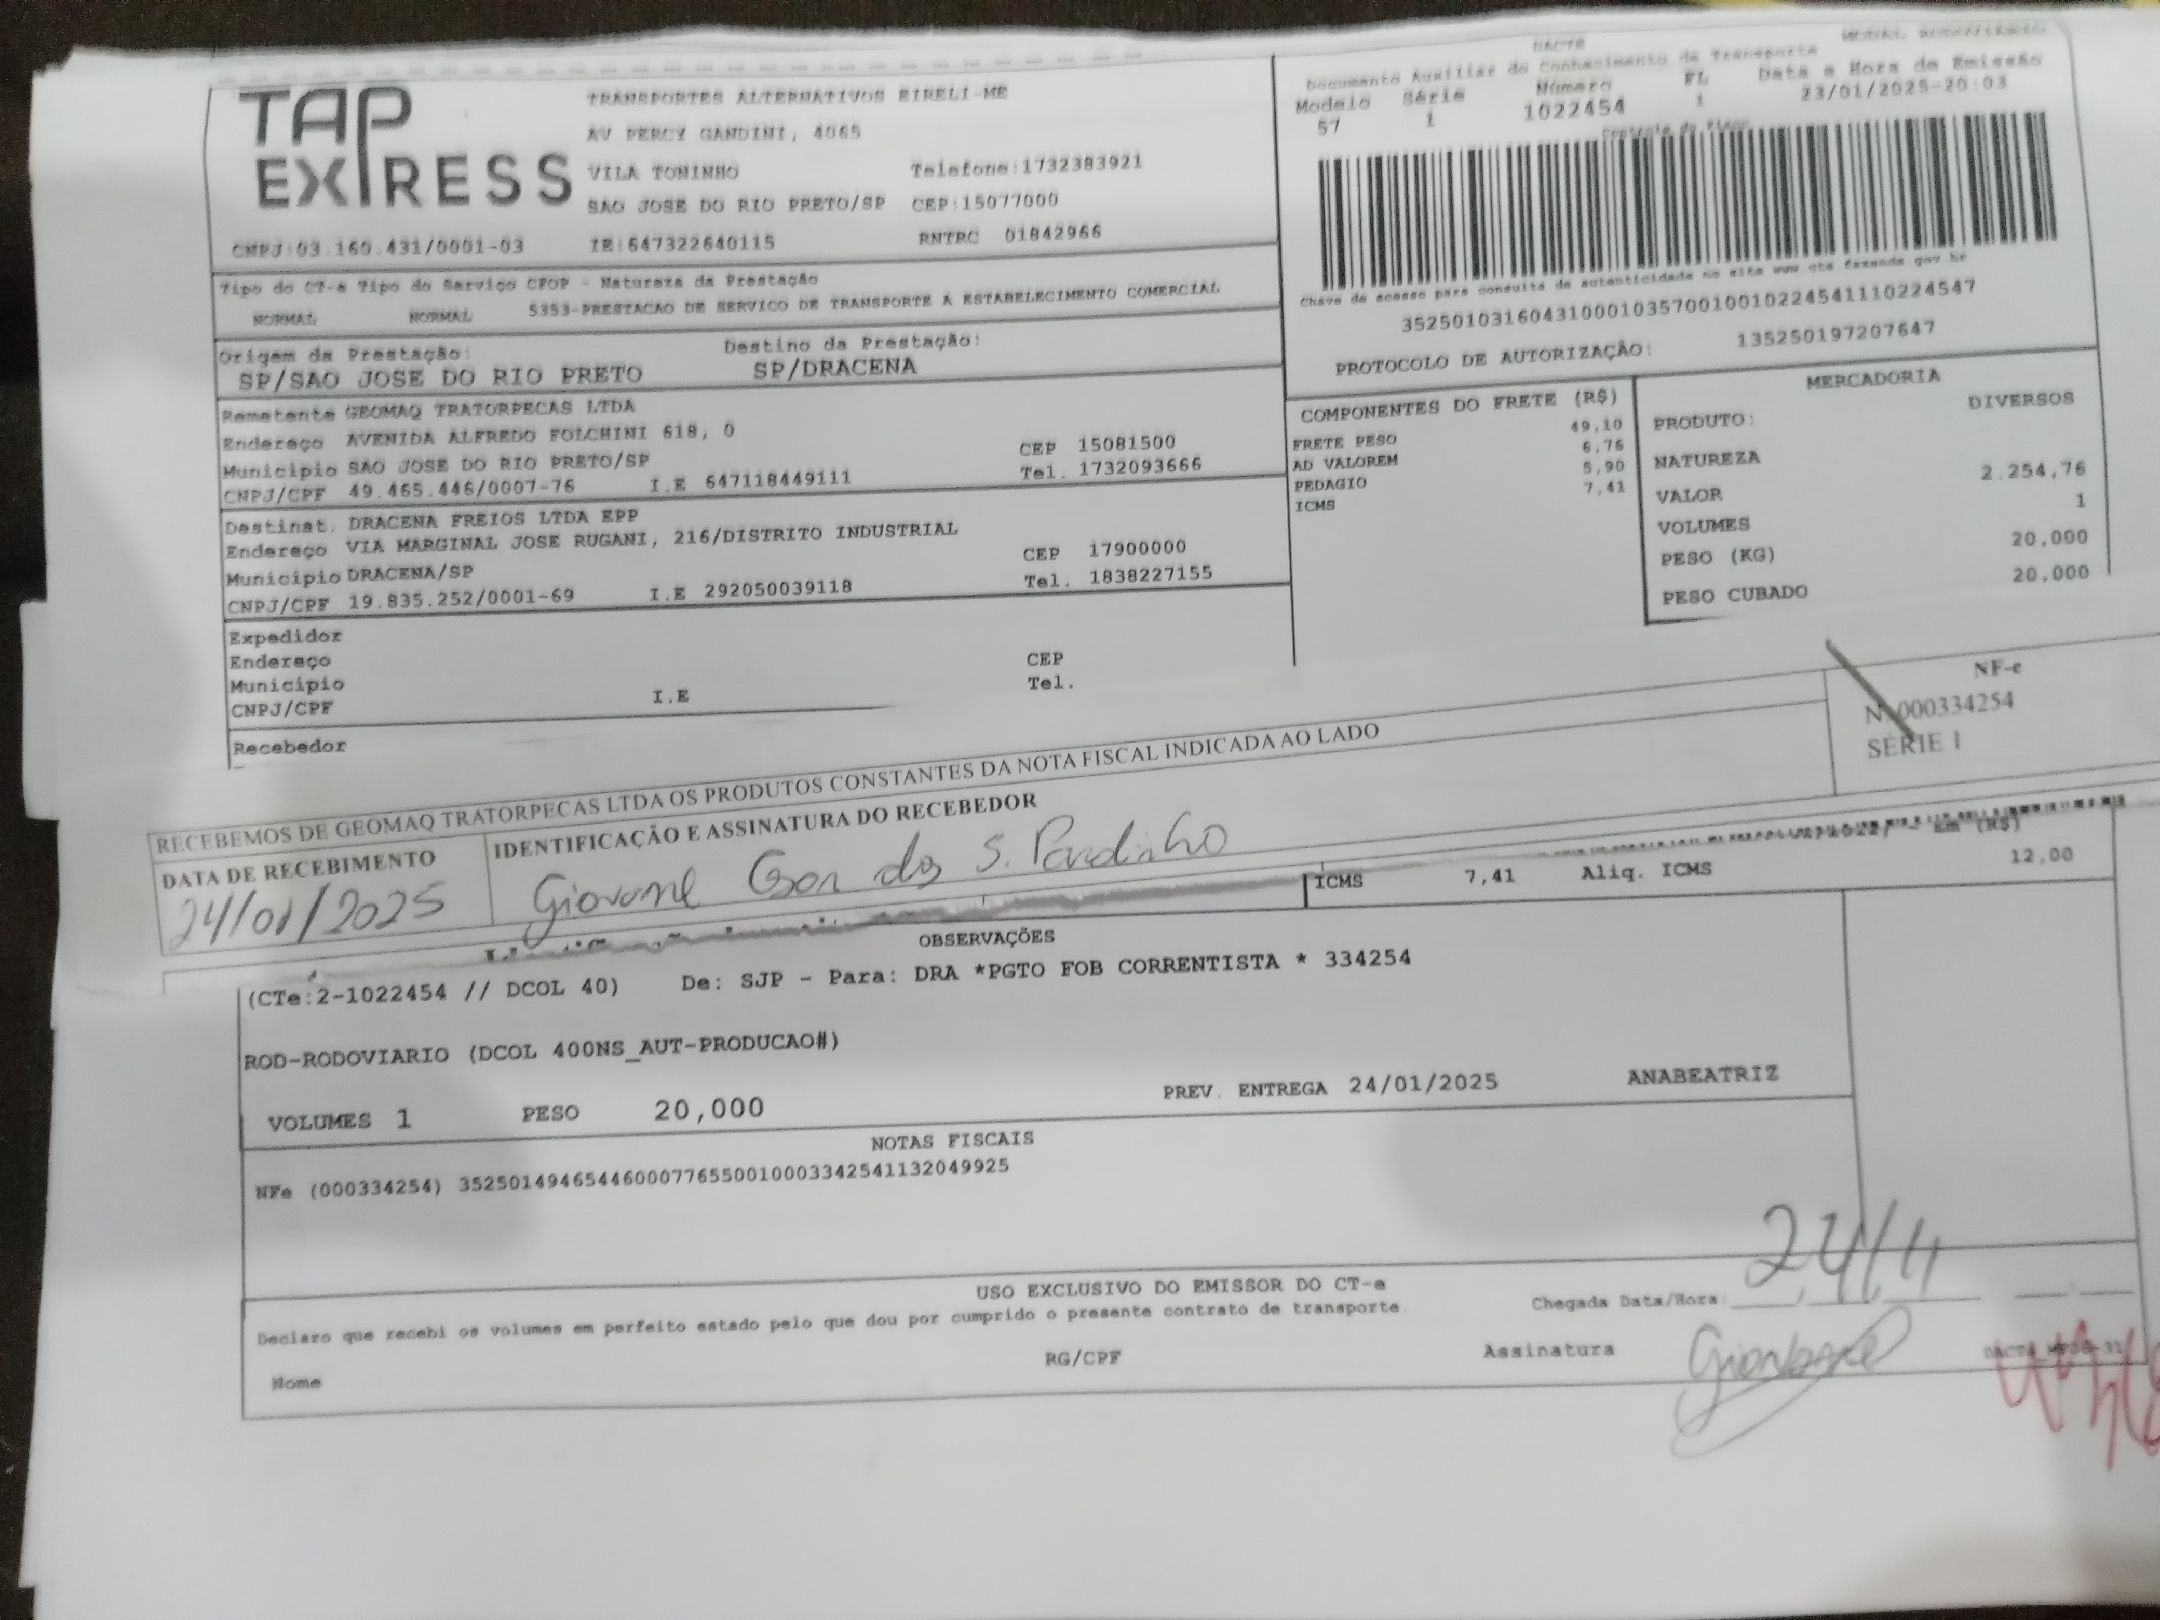 TAP
EXPRESS
TRANSPORTES ALTERNATIVOS EIRELI-ME
AV PERCY GANDINI, 4065
VILA TONINHO Telefone:1732383921
SAO JOSE DO RIO PRETO/SP CEP:15077000
CNPJ:03.160.431/0001-03 IE:647322640115 RNTRC 01842966
DACTE MODAL RODOVIÁRIO
Documento Auxiliar do Conhecimento de Transporte
Modelo Série Número FL Data e Hora de Emissão
57 1 1022454 1 23/01/2025-20:03
Controle do Fisco
Chave de acesso para consulta de autenticidade no site www.cte.fazenda.gov.br
35250103160431000103570010010224541110224547
PROTOCOLO DE AUTORIZAÇÃO: 135250197207647
Tipo do CT-e Tipo do Serviço CFOP - Natureza da Prestação
NORMAL NORMAL 5353-PRESTACAO DE SERVICO DE TRANSPORTE A ESTABELECIMENTO COMERCIAL
Origem da Prestação: Destino da Prestação:
SP/SAO JOSE DO RIO PRETO SP/DRACENA
Remetente GEOMAQ TRATORPECAS LTDA
Endereço AVENIDA ALFREDO FOLCHINI 618, 0 CEP 15081500
Município SAO JOSE DO RIO PRETO/SP Tel. 1732093666
CNPJ/CPF 49.465.446/0007-76 I.E 647118449111
Destinat. DRACENA FREIOS LTDA EPP
Endereço VIA MARGINAL JOSE RUGANI, 216/DISTRITO INDUSTRIAL CEP 17900000
Município DRACENA/SP Tel. 1838227155
CNPJ/CPF 19.835.252/0001-69 I.E 292050039118
Expedidor
Endereço CEP
Município Tel.
CNPJ/CPF I.E
Recebedor
COMPONENTES DO FRETE (R$)
FRETE PESO 49,10
AD VALOREM 6,76
PEDAGIO 5,90
ICMS 7,41
MERCADORIA
PRODUTO: DIVERSOS
NATUREZA
VALOR 2.254,76
VOLUMES 1
PESO (KG) 20,000
PESO CUBADO 20,000
RECEBEMOS DE GEOMAQ TRATORPECAS LTDA OS PRODUTOS CONSTANTES DA NOTA FISCAL INDICADA AO LADO
NF-e
N. 000334254
SÉRIE 1
DATA DE RECEBIMENTO IDENTIFICAÇÃO E ASSINATURA DO RECEBEDOR
24/01/2025 Giovane dos S.
Em (R$)
ICMS 7,41 Aliq. ICMS 12,00
OBSERVAÇÕES
(CTe:2-1022454 // DCOL 40) De: SJP - Para: DRA *PGTO FOB CORRENTISTA * 334254
ROD-RODOVIARIO (DCOL 400NS_AUT-PRODUCAO#)
VOLUMES 1 PESO 20,000 PREV. ENTREGA 24/01/2025 ANABEATRIZ
NOTAS FISCAIS
NFe (000334254) 35250149465446000776550010003342541132049925
USO EXCLUSIVO DO EMISSOR DO CT-e
Declaro que recebi os volumes em perfeito estado pelo que dou por cumprido o presente contrato de transporte.
Chegada Data/Hora: 24/1
Nome RG/CPF Assinatura Giovane